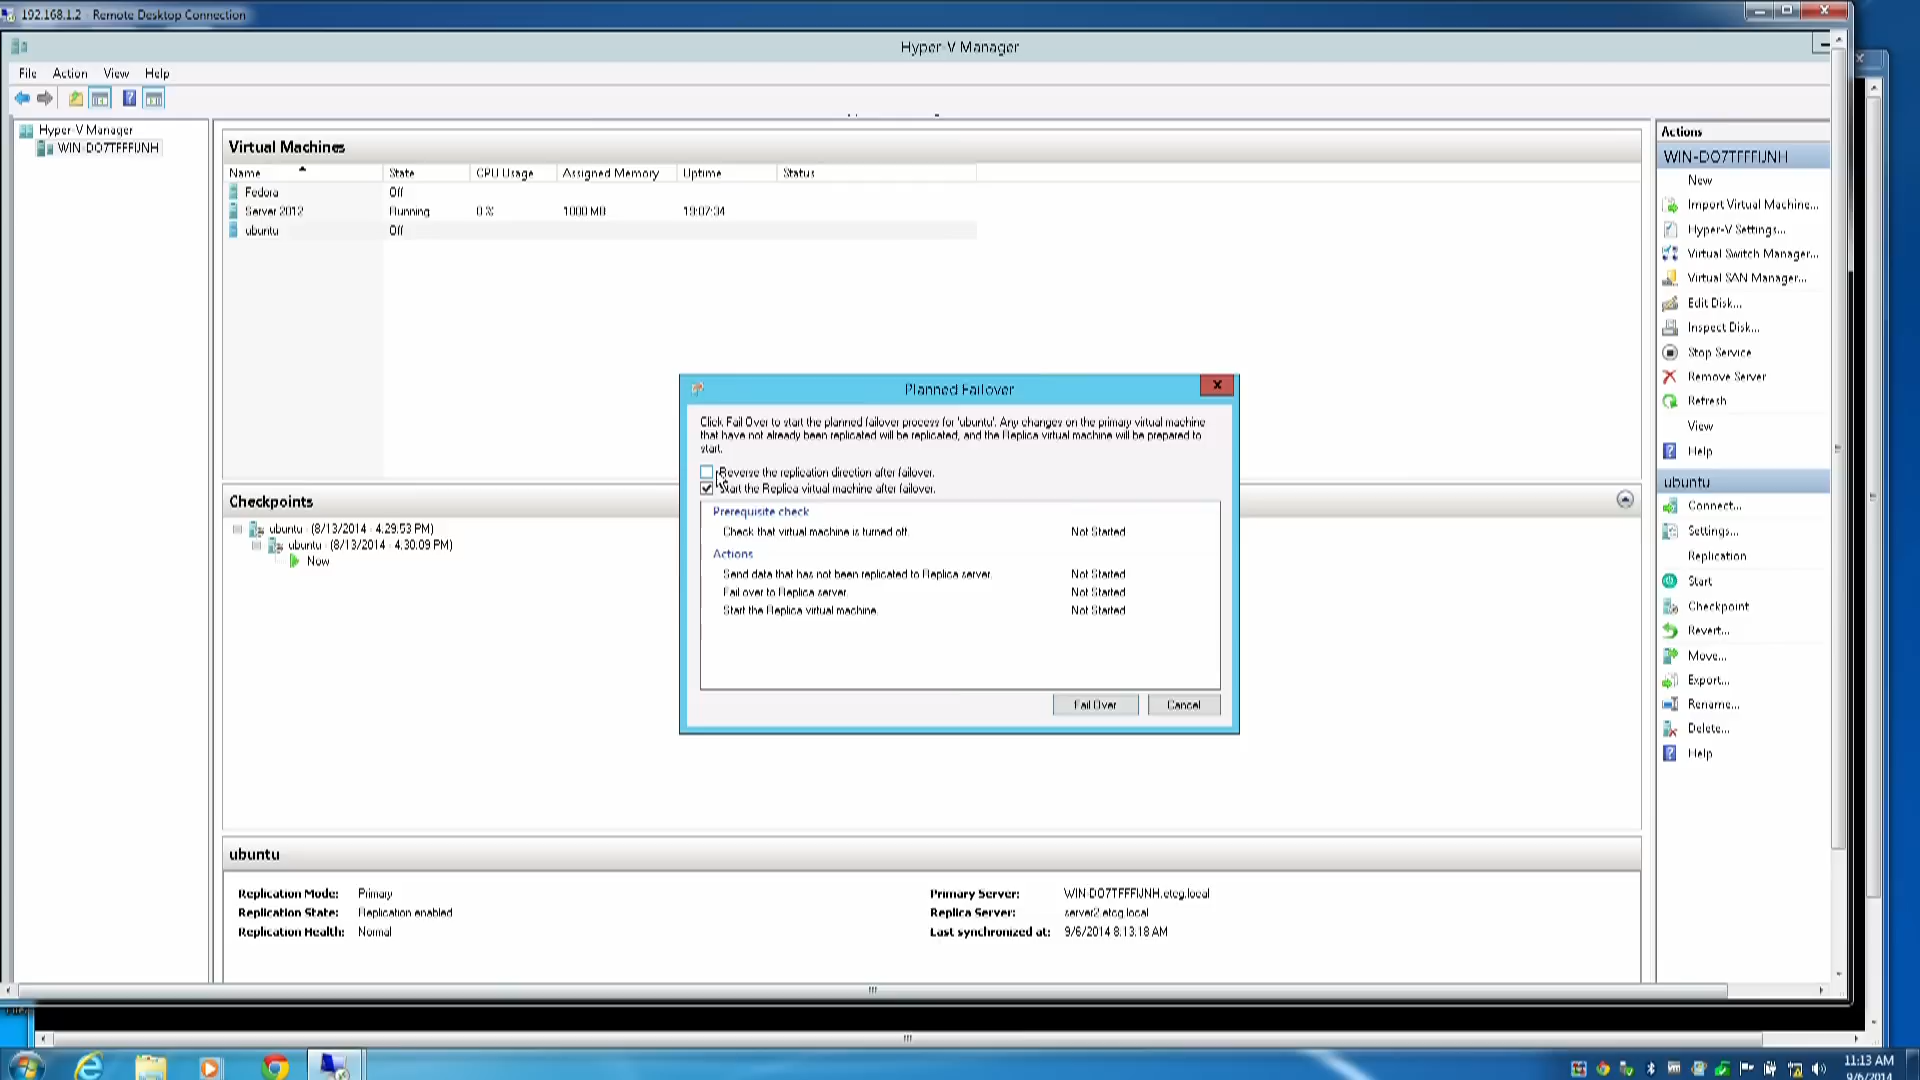 192.168.1.2 - Remote Desktop Connection
Hyper-V Manager
File Action View Help
Hyper-V Manager
WIN-DO7TFFFIJNH
Virtual Machines
Name State CPU Usage Assigned Memory Uptime Status
Fedora Off
Server 2012 Running 0 % 1000 MB 19:07:34
ubuntu Off
Checkpoints
ubuntu - (8/13/2014 - 4:29:53 PM)
ubuntu - (8/13/2014 - 4:30:09 PM)
Now
Planned Failover
Click Fail Over to start the planned failover process for 'ubuntu'. Any changes on the primary virtual machine
that have not already been replicated will be replicated, and the Replica virtual machine will be prepared to
start.
Reverse the replication direction after failover.
Start the Replica virtual machine after failover.
Prerequisite check
Check that virtual machine is turned off. Not Started
Actions
Send data that has not been replicated to Replica server. Not Started
Fail over to Replica server. Not Started
Start the Replica virtual machine. Not Started
Fail Over Cancel
ubuntu
Replication Mode: Primary
Replication State: Replication enabled
Replication Health: Normal
Primary Server: WIN-DO7TFFFIJNH.etcg.local
Replica Server: server2.etcg.local
Last synchronized at: 9/6/2014 8:13:18 AM
Actions
WIN-DO7TFFFIJNH
New
Import Virtual Machine...
Hyper-V Settings...
Virtual Switch Manager...
Virtual SAN Manager...
Edit Disk...
Inspect Disk...
Stop Service
Remove Server
Refresh
View
Help
ubuntu
Connect...
Settings...
Replication
Start
Checkpoint
Revert...
Move...
Export...
Rename...
Delete...
Help
11:13 AM
9/6/2014